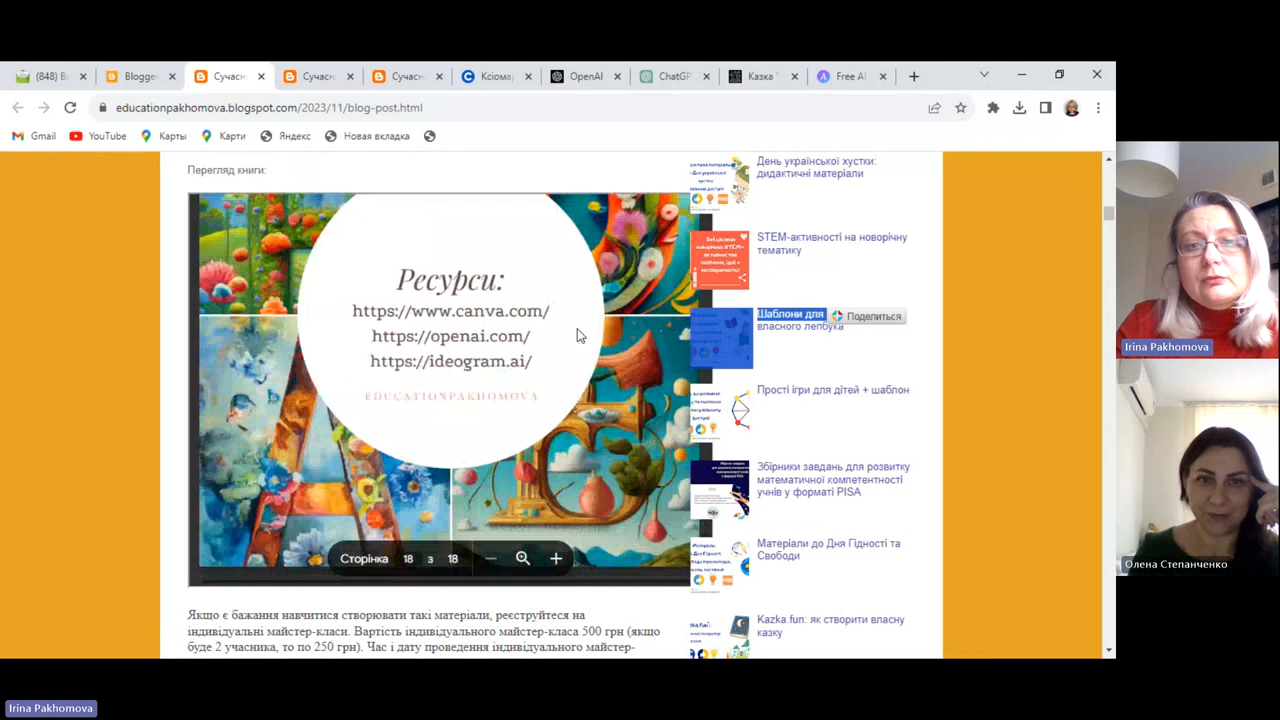 (848) В
Blogge
Сучасн
Сучасн
Сучасн
Ксіомар
OpenAI
ChatGP
Казка
Free AI
educationpakhomova.blogspot.com/2023/11/blog-post.html
Gmail
YouTube
Карты
Карти
Яндекс
Новая вкладка
Перегляд книги:
Ресурси:
https://www.canva.com/
https://openai.com/
https://ideogram.ai/
EDUCATIONPAKHOMOVA
Сторінка 18 з 18
Якщо є бажання навчитися створювати такі матеріали, реєструйтеся на
індивідуальні майстер-класи. Вартість індивідуального майстер-класа 500 грн (якщо
буде 2 учасника, то по 250 грн). Час і дату проведення індивідуального майстер-
День української хустки:
дидактичні матеріали
STEM-активності на новорічну
тематику
Шаблони для
Поделиться
власного лепбука
Прості ігри для дітей + шаблон
Збірники завдань для розвитку
математичної компетентності
учнів у форматі PISA
Матеріали до Дня Гідності та
Свободи
Kazka.fun: як створити власну
казку
Irina Pakhomova
Олена Степанченко
Irina Pakhomova